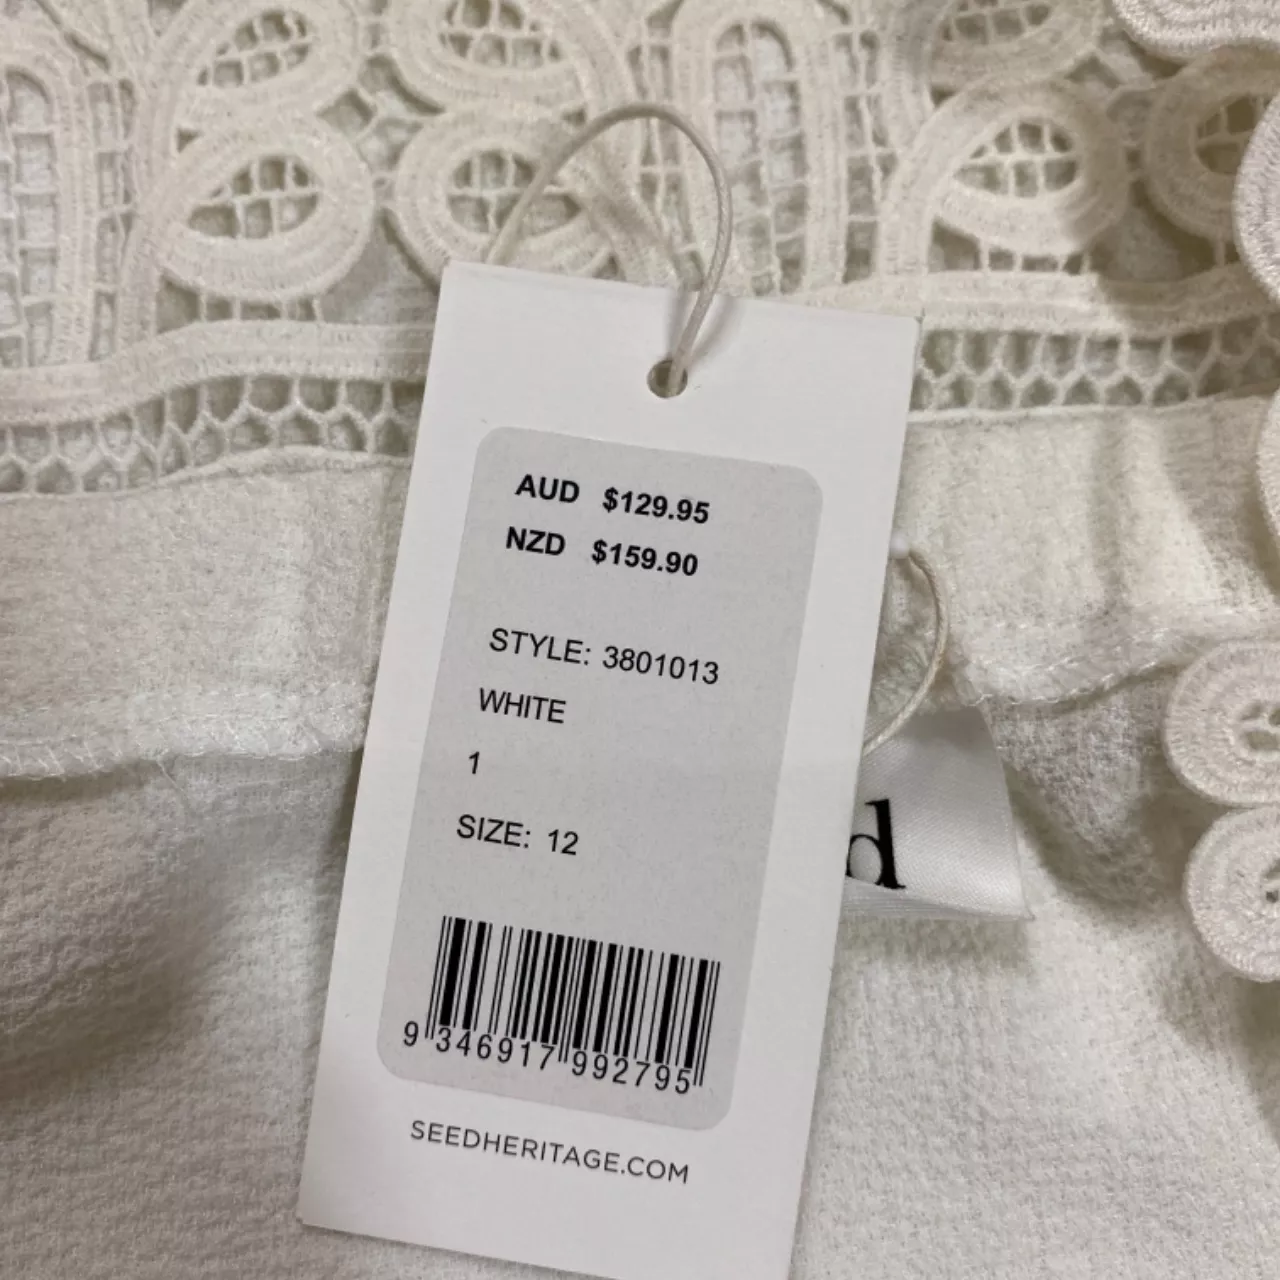 AUD $129.95
NZD $159.90
STYLE: 3801013
WHITE
1
SIZE: 12
9 346917 992795
SEEDHERITAGE.COM
d